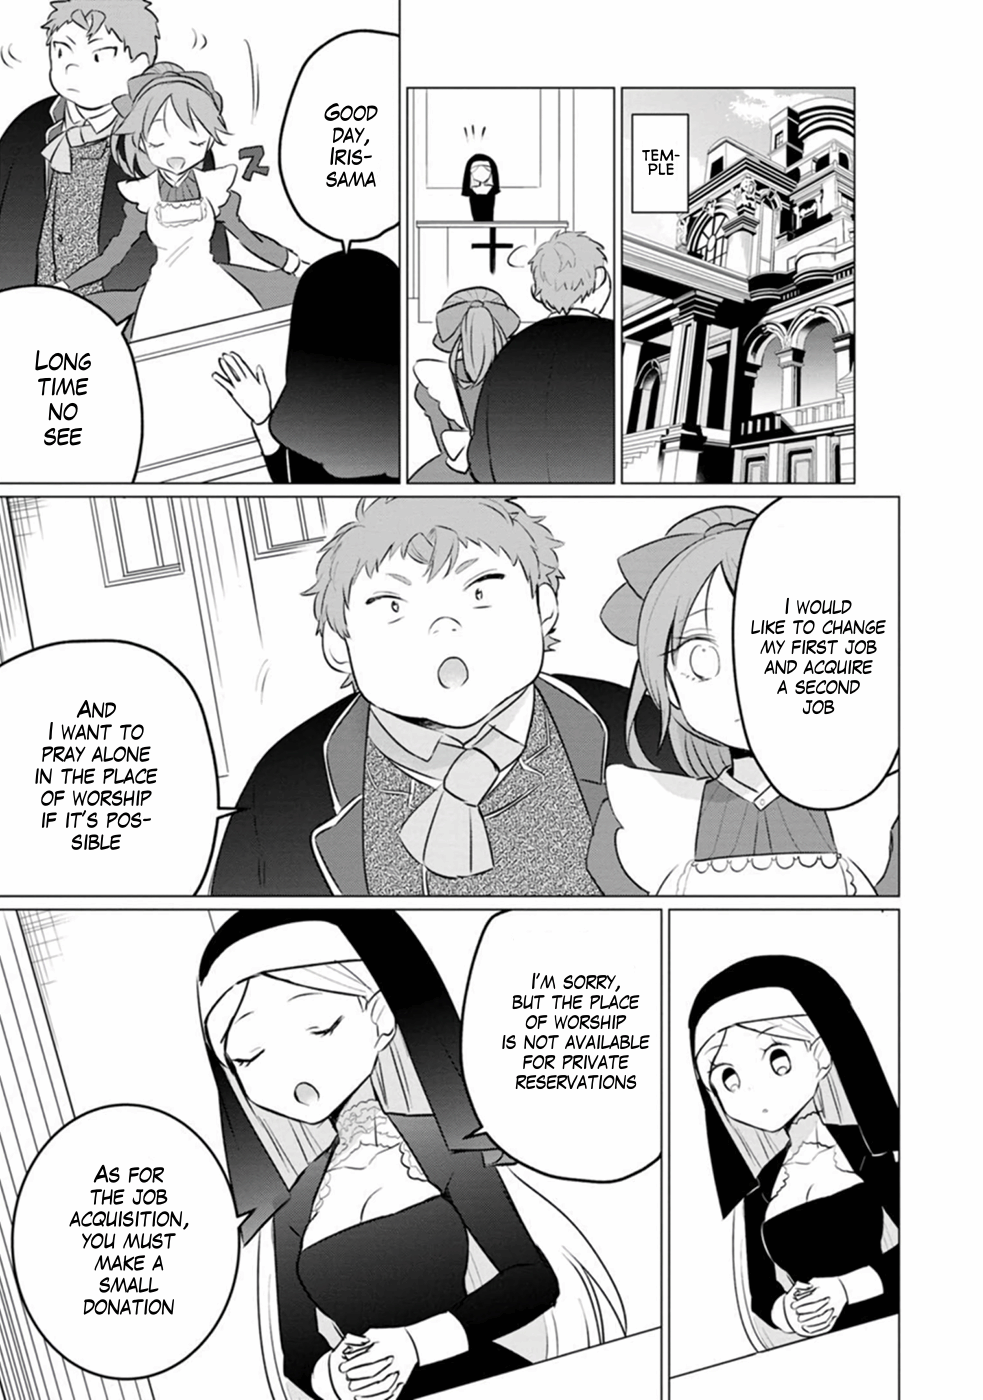 TEM-
PLE
GOOD
DAY,
IRIS-
SAMA
ス
LONG
TIME
NO
SEE
I WOULD
LIKE TO CHANGE
MY FIRST JOB
AND ACQUIRE
A SECOND
JOB
AND
I WANT TO
PRAY ALONE
IN THE PLACE
OF WORSHIP
IF IT'S POS-
SIBLE
I'M SORRY,
BUT THE PLACE
OF WORSHIP
IS NOT AVAILABLE
FOR PRIVATE
RESERVATIONS
AS FOR
THE JOB
ACQUISITION,
YOU MUST
MAKE A
SMALL
DONATION